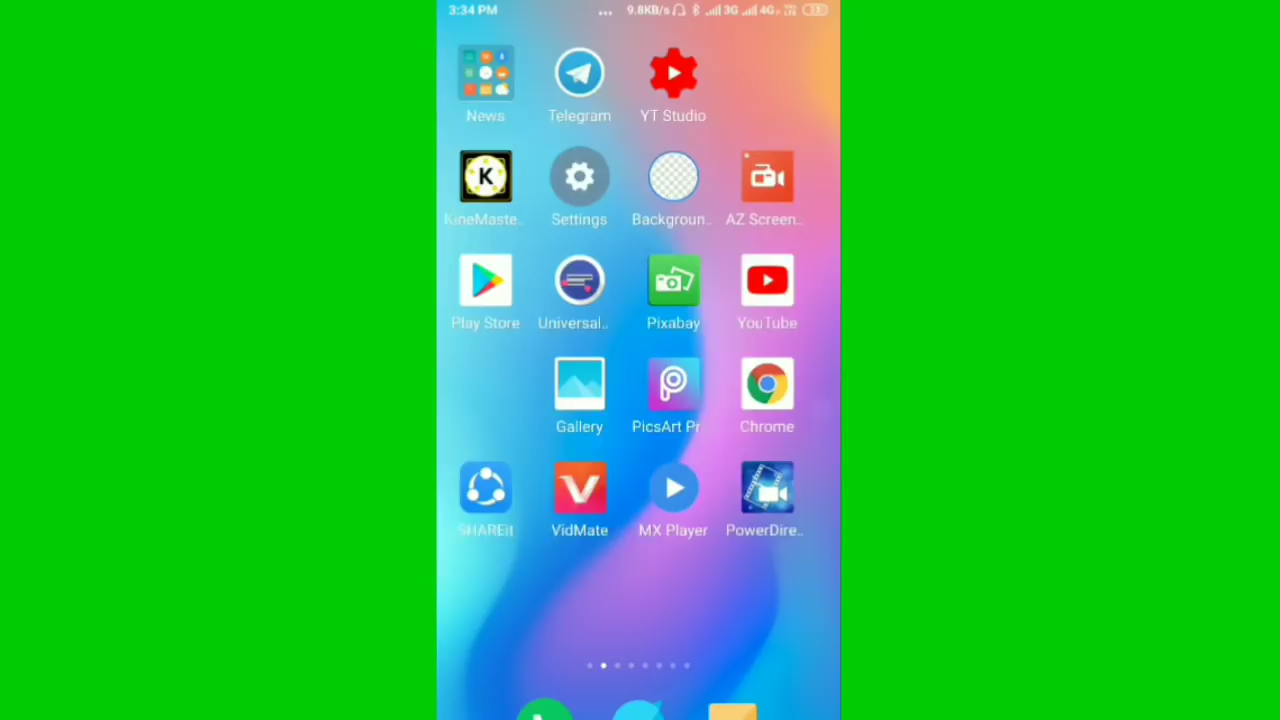 3:34 PM ... 9.8KB/s 3G 4G
News Telegram YT Studio
K
KineMaste.. Settings Backgroun.. AZ Screen..
Play Store Universal.. Pixabay YouTube
Gallery PicsArt Pr Chrome
SHAREit VidMate MX Player PowerDire..